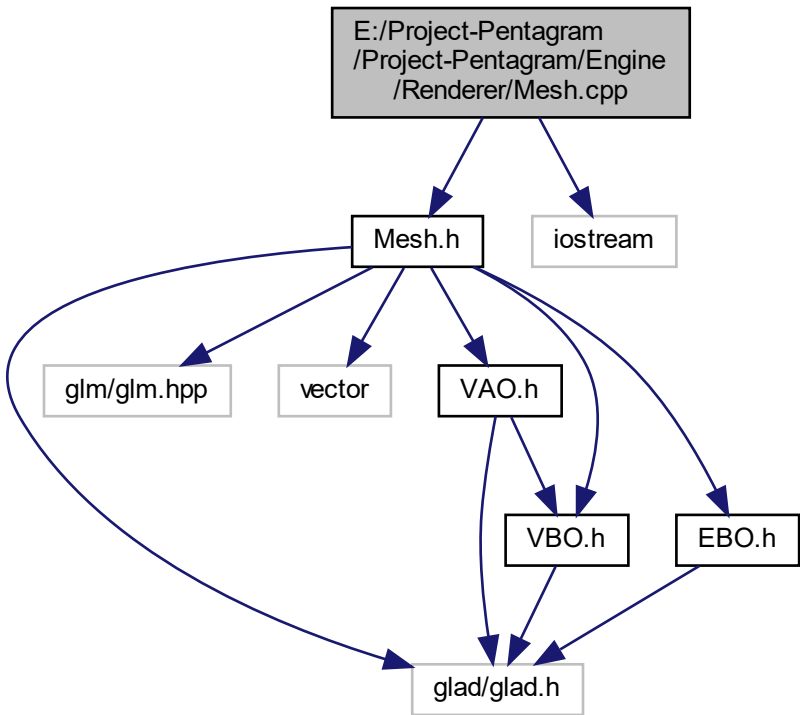 E:/Project-Pentagram
/Project-Pentagram/Engine
/Renderer/Mesh.cpp
Mesh.h
iostream
glm/glm.hpp
vector
VAO.h
VBO.h
EBO.h
glad/glad.h